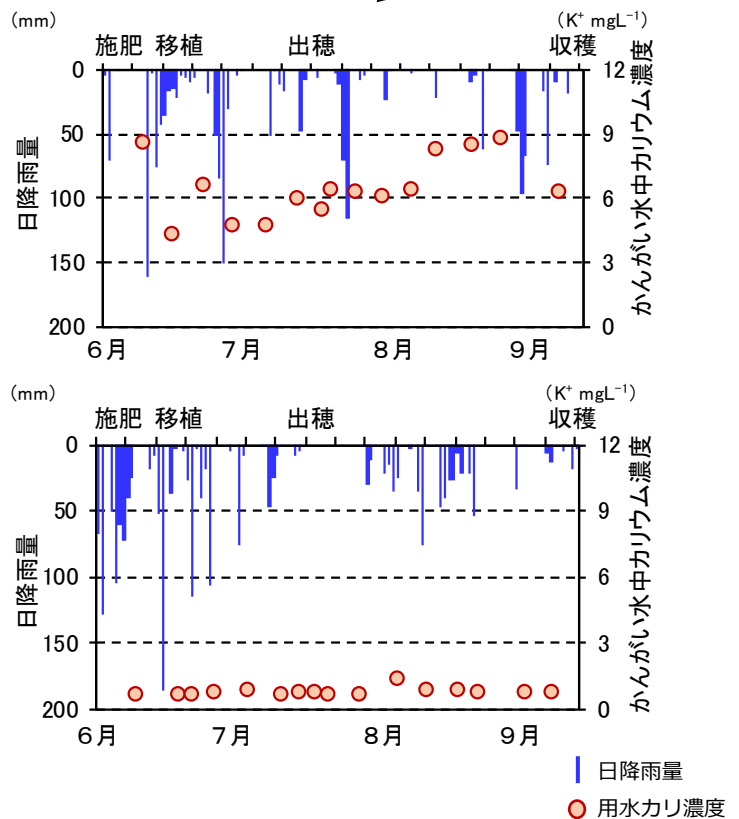 (mm) (K⁺ mgL⁻¹)
施肥 移植 出穂 収穫
0 12
50 9
100 6
150 3
200 0
日降雨量
かんがい水中カリウム濃度
6月 7月 8月 9月
(mm) (K⁺ mgL⁻¹)
施肥 移植 出穂 収穫
0 12
50 9
100 6
150 3
200 0
日降雨量
かんがい水中カリウム濃度
6月 7月 8月 9月
日降雨量
用水カリ濃度